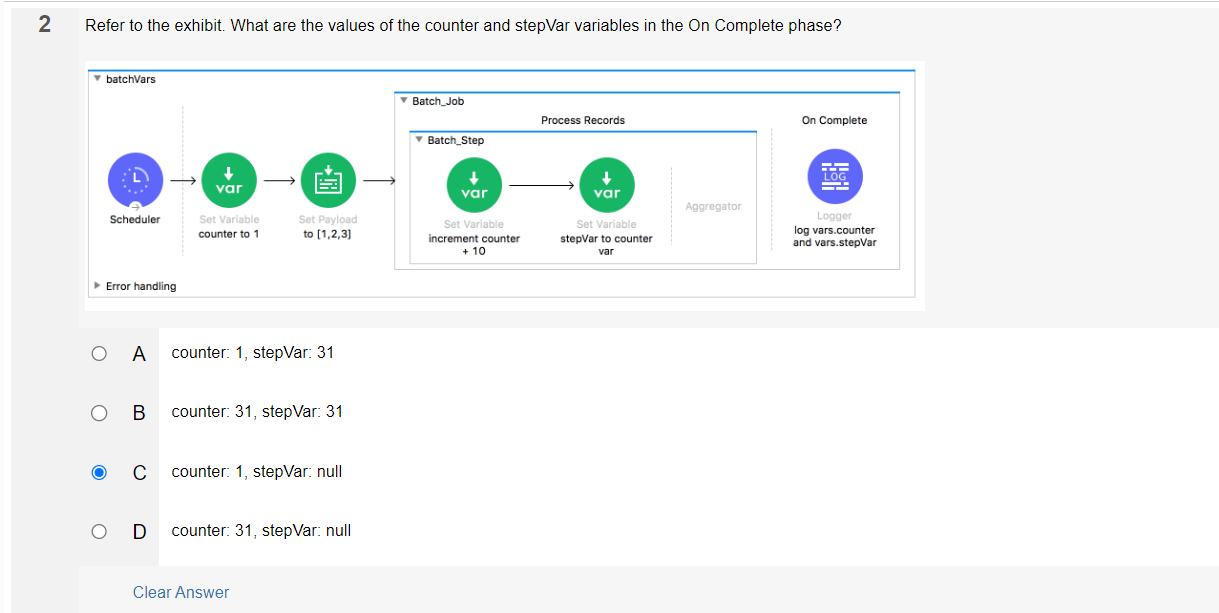 2
Refer to the exhibit. What are the values of the counter and stepVar variables in the On Complete phase?
batchVars
Batch_Job
Process Records
On Complete
Batch_Step
var
var
var
LOG
Scheduler
Set Variable
counter to 1
Set Payload
to [1,2,3]
Set Variable
increment counter
+ 10
Set Variable
stepVar to counter
var
Aggregator
Logger
log vars.counter
and vars.stepVar
Error handling
A counter: 1, stepVar: 31
B counter: 31, stepVar: 31
C counter: 1, stepVar: null
D counter: 31, stepVar: null
Clear Answer